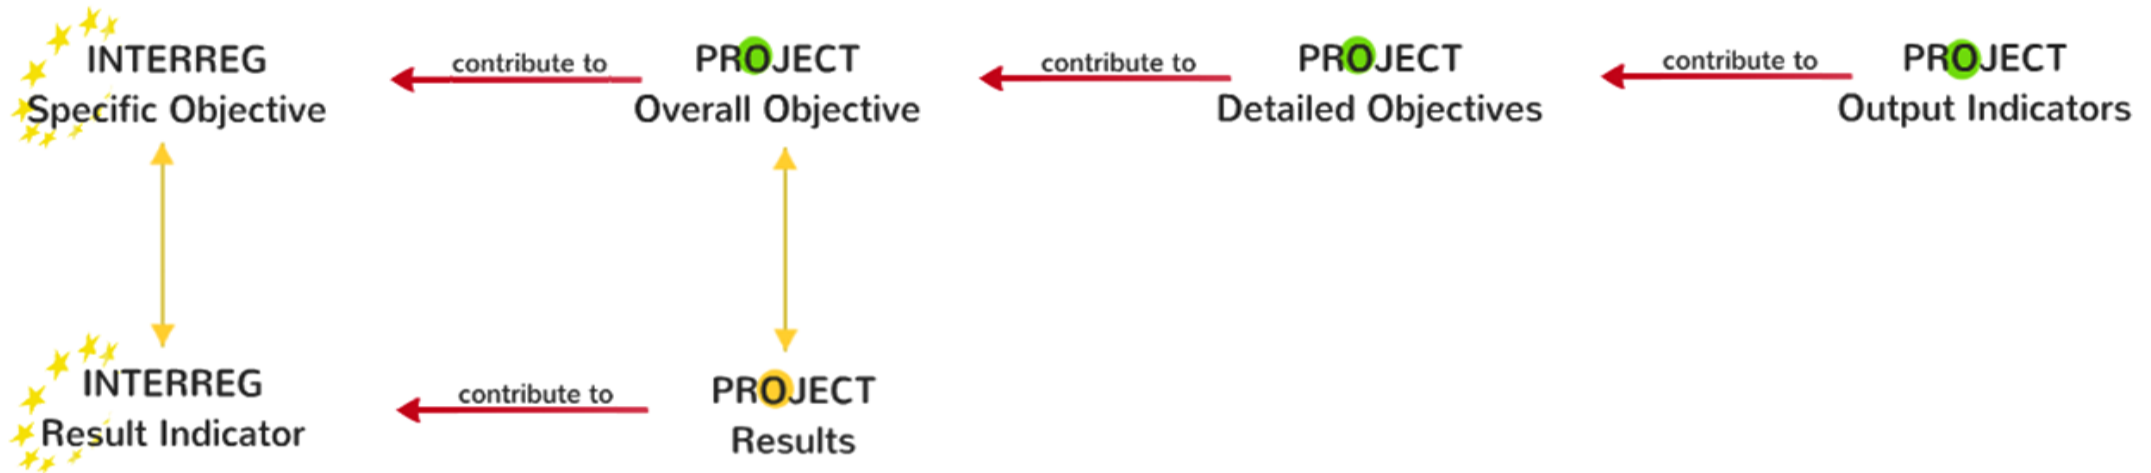 INTERREG
Specific Objective
contribute to
PROJECT
Overall Objective
contribute to
PROJECT
Detailed Objectives
contribute to
PROJECT
Output Indicators
INTERREG
Result Indicator
contribute to
PROJECT
Results